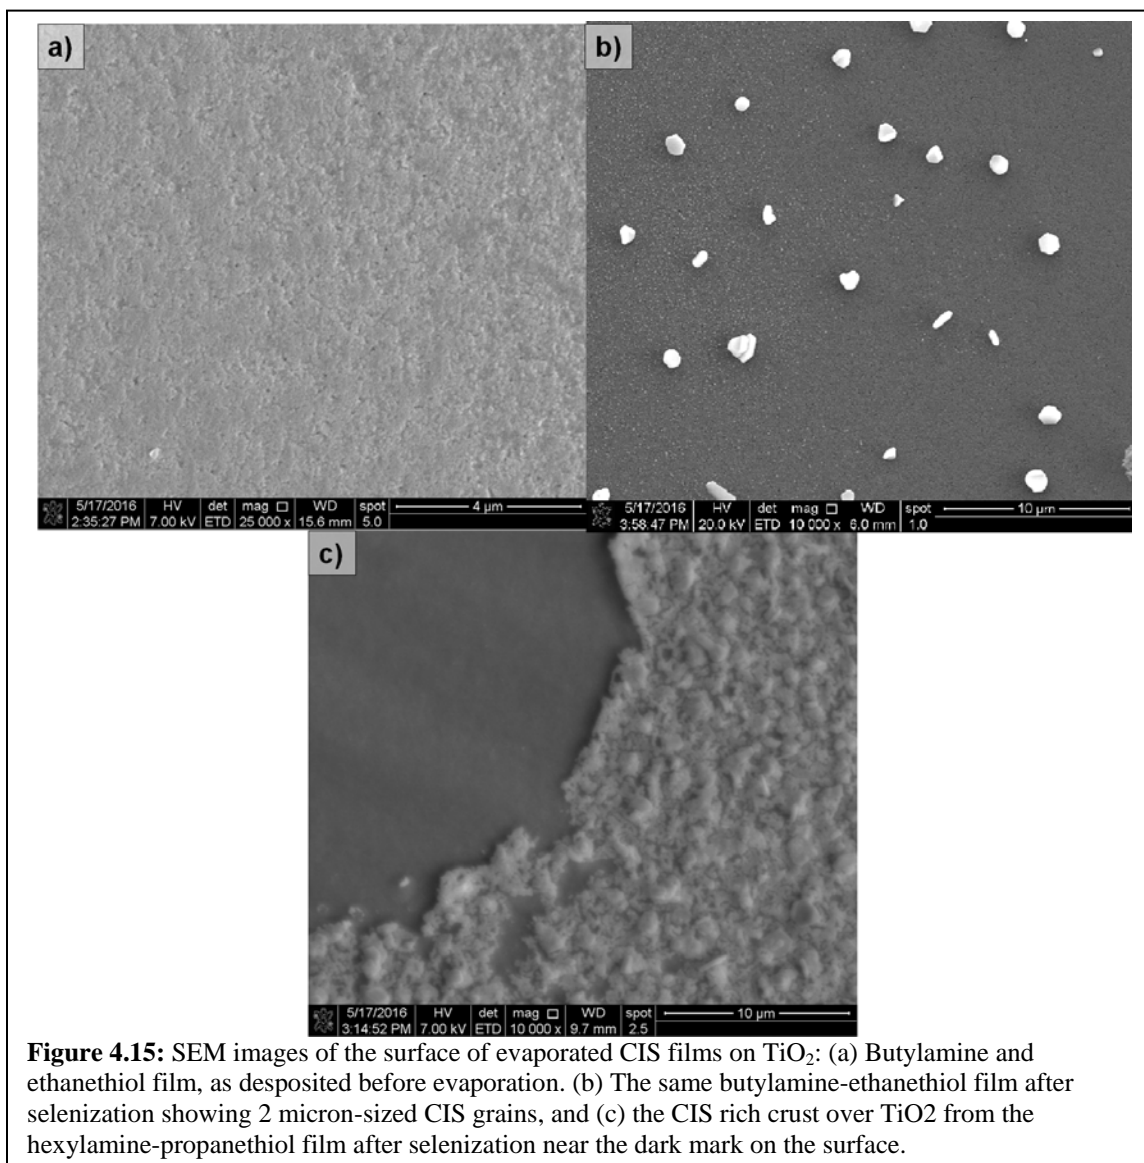 a)
b)
5/17/2016 HV det mag WD spot 4 µm
2:35:27 PM 7.00 kV ETD 25 000 x 15.6 mm 5.0
5/17/2016 HV det mag WD spot 10 µm
3:58:47 PM 20.0 kV ETD 10 000 x 6.0 mm 1.0
c)
5/17/2016 HV det mag WD spot 10 µm
3:14:52 PM 7.00 kV ETD 10 000 x 9.7 mm 2.5
Figure 4.15: SEM images of the surface of evaporated CIS films on TiO₂: (a) Butylamine and
ethanethiol film, as desposited before evaporation. (b) The same butylamine-ethanethiol film after
selenization showing 2 micron-sized CIS grains, and (c) the CIS rich crust over TiO2 from the
hexylamine-propanethiol film after selenization near the dark mark on the surface.